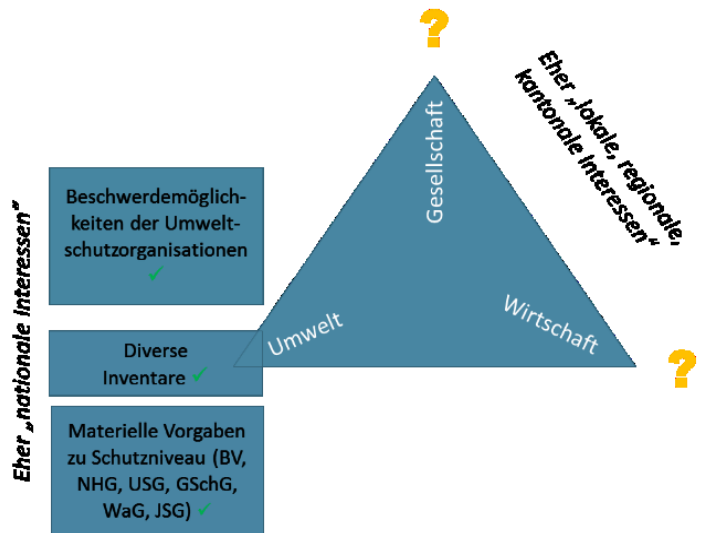 ?
Eher „lokale, regionale,
kantonale Interessen“
Gesellschaft
Beschwerdemöglich-
keiten der Umwelt-
schutzorganisationen
✓
Eher „nationale Interessen“
Umwelt
Wirtschaft
Diverse
Inventare ✓
?
Materielle Vorgaben
zu Schutzniveau (BV,
NHG, USG, GSchG,
WaG, JSG) ✓